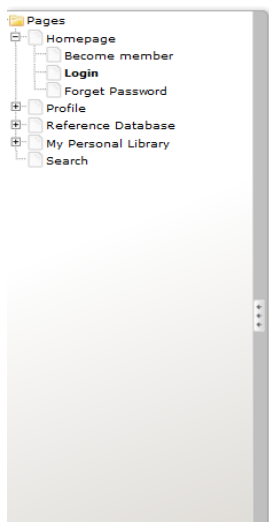 Pages
Homepage
Become member
Login
Forget Password
Profile
Reference Database
My Personal Library
Search